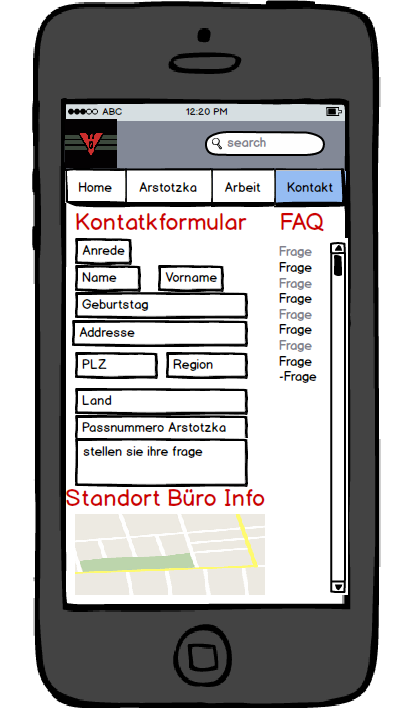 ABC 12:20 PM
search
Home Arstotzka Arbeit Kontakt
Kontatkformular
Anrede
Name Vorname
Geburtstag
Addresse
PLZ Region
Land
Passnummero Arstotzka
stellen sie ihre frage
Standort Büro Info
FAQ
Frage
Frage
Frage
Frage
Frage
Frage
Frage
Frage
-Frage